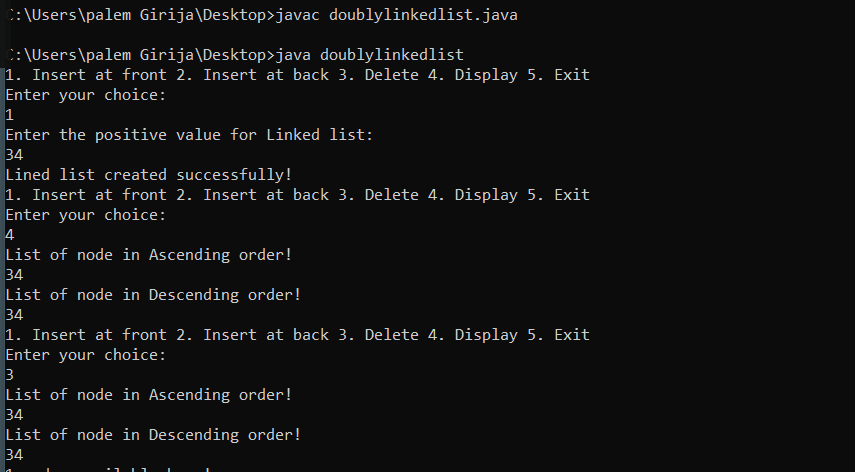 :\Users\palem Girija\Desktop>javac doublylinkedlist.java
:\Users\palem Girija\Desktop>java doublylinkedlist
1. Insert at front 2. Insert at back 3. Delete 4. Display 5. Exit
Enter your choice:
1
Enter the positive value for Linked list:
34
Lined list created successfully!
1. Insert at front 2. Insert at back 3. Delete 4. Display 5. Exit
Enter your choice:
4
List of node in Ascending order!
34
List of node in Descending order!
34
1. Insert at front 2. Insert at back 3. Delete 4. Display 5. Exit
Enter your choice:
3
List of node in Ascending order!
34
List of node in Descending order!
34